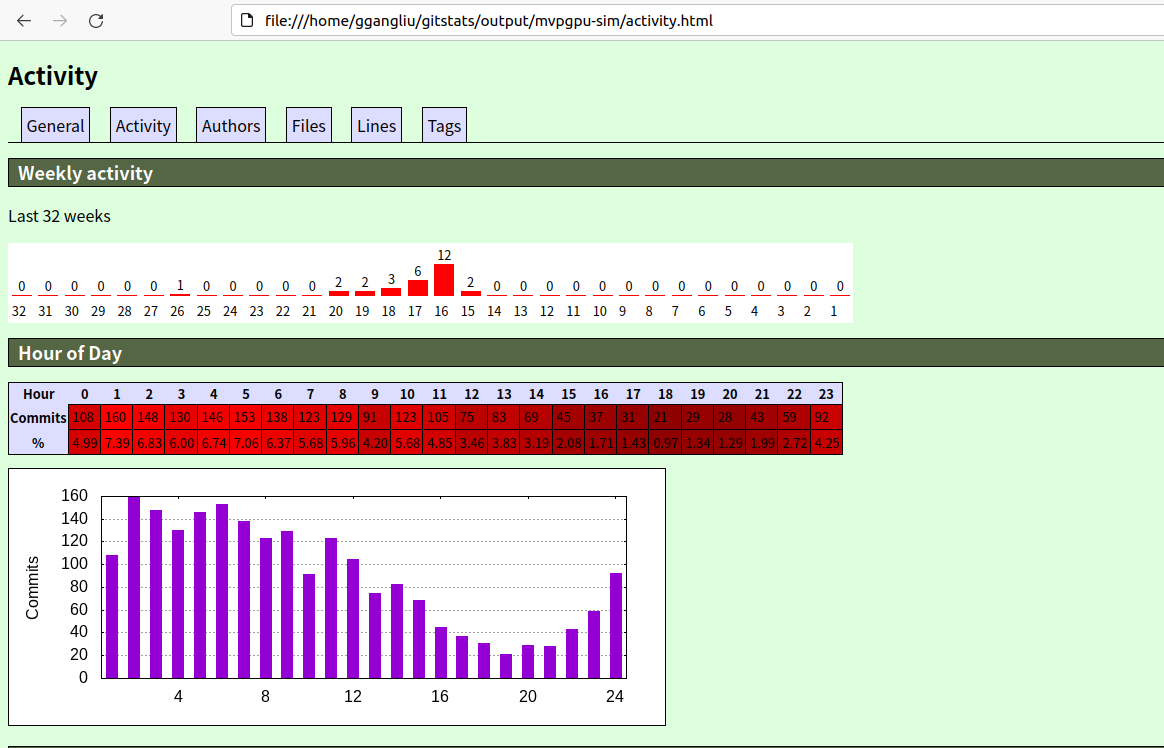 file:///home/ggangliu/gitstats/output/mvpgpu-sim/activity.html
Activity
General Activity Authors Files Lines Tags
Weekly activity
Last 32 weeks
0 0 0 0 0 0 1 0 0 0 0 0 2 2 3 6 12 2 0 0 0 0 0 0 0 0 0 0 0 0 0 0
32 31 30 29 28 27 26 25 24 23 22 21 20 19 18 17 16 15 14 13 12 11 10 9 8 7 6 5 4 3 2 1
Hour of Day
Hour 0 1 2 3 4 5 6 7 8 9 10 11 12 13 14 15 16 17 18 19 20 21 22 23
Commits 108 160 148 130 146 153 138 123 129 91 123 105 75 83 69 45 37 31 21 29 28 43 59 92
% 4.99 7.39 6.83 6.00 6.74 7.06 6.37 5.68 5.96 4.20 5.68 4.85 3.46 3.83 3.19 2.08 1.71 1.43 0.97 1.34 1.29 1.99 2.72 4.25
160
140
120
100
80
60
40
20
0
Commits
4 8 12 16 20 24